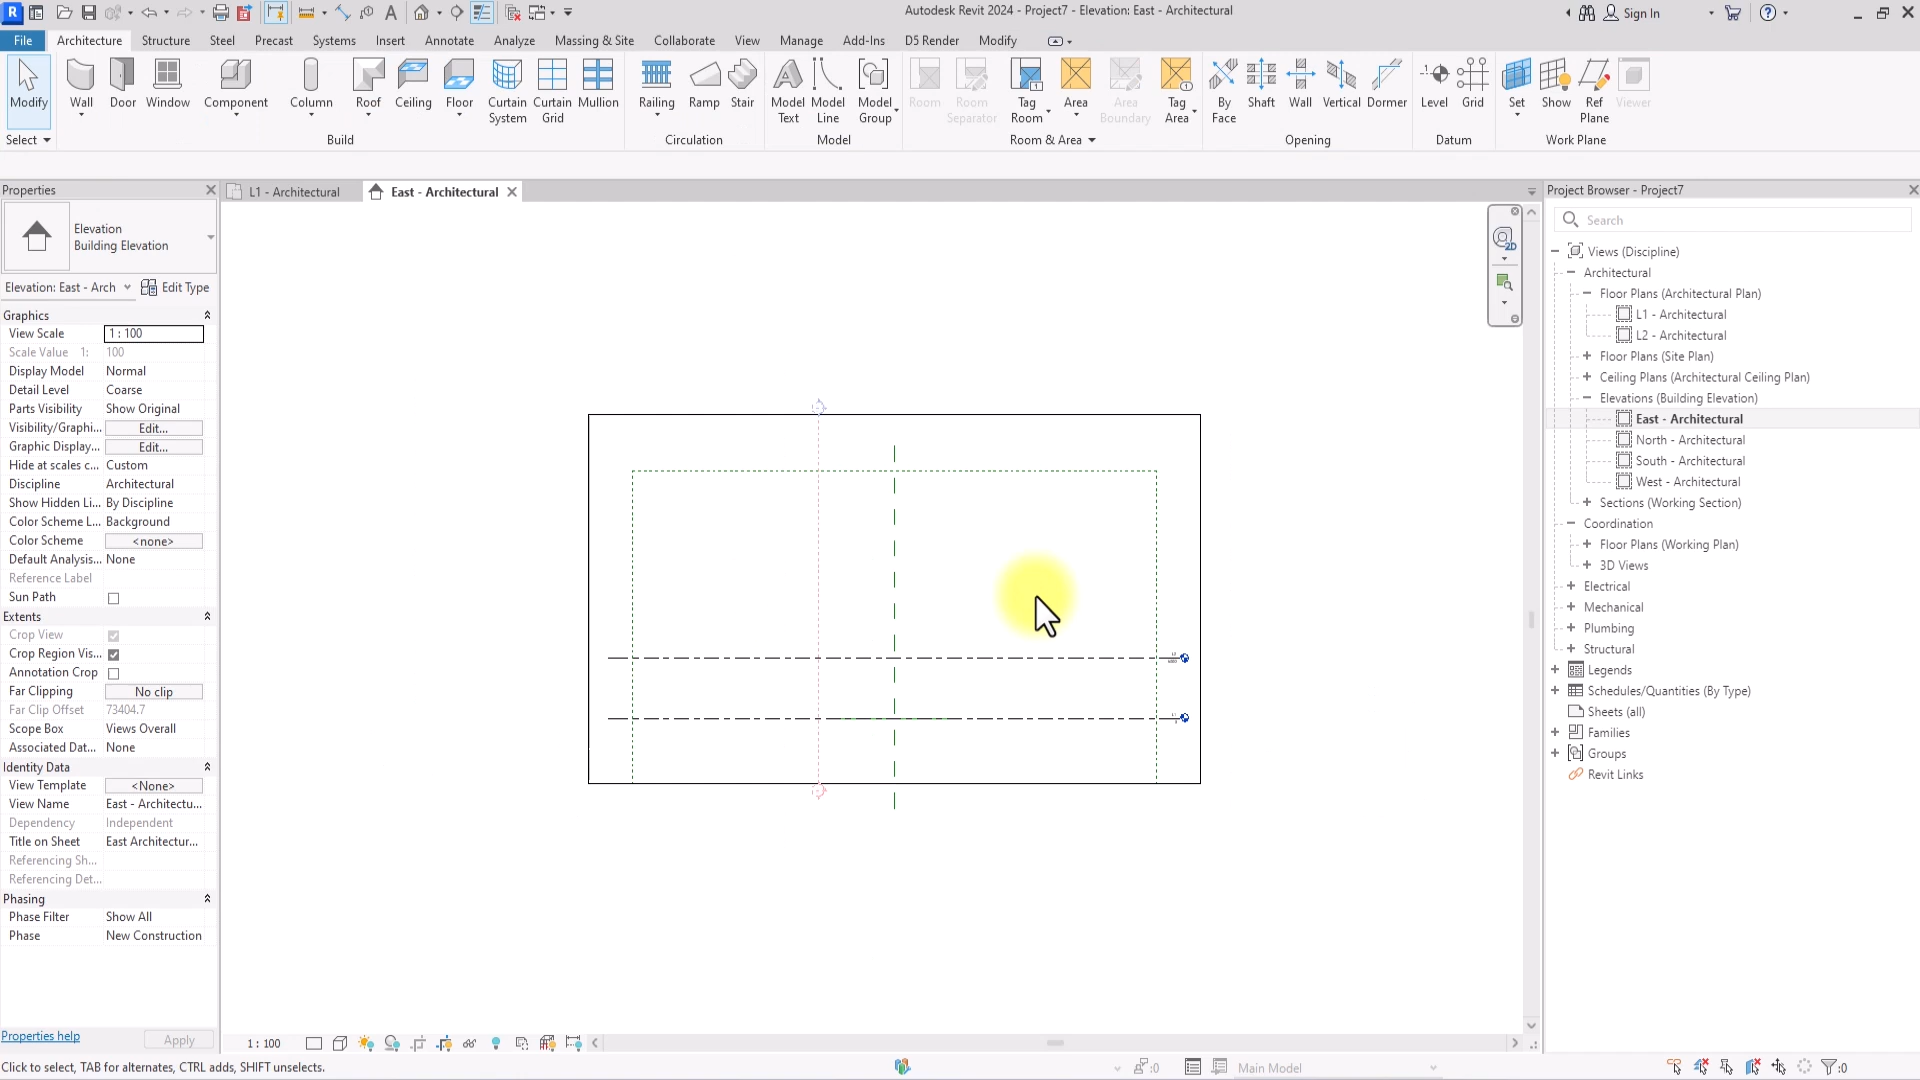 Autodesk Revit 2024 - Project7 - Elevation: East - Architectural
Sign In
File Architecture Structure Steel Precast Systems Insert Annotate Analyze Massing & Site Collaborate View Manage Add-Ins D5 Render Modify
Modify
Wall
Door
Window
Component
Column
Roof
Ceiling
Floor
Curtain System
Curtain Grid
Mullion
Railing
Ramp
Stair
Model Text
Model Line
Model Group
Room
Room Separator
Tag Room
Area
Area Boundary
Tag Area
By Face
Shaft
Wall
Vertical
Dormer
Level
Grid
Set
Show
Ref Plane
Viewer
Select
Build
Circulation
Model
Room & Area
Opening
Datum
Work Plane
Properties
Elevation
Building Elevation
Elevation: East - Arch
Edit Type
Graphics
View Scale 1 : 100
Scale Value 1: 100
Display Model Normal
Detail Level Coarse
Parts Visibility Show Original
Visibility/Graphi... Edit...
Graphic Display... Edit...
Hide at scales c... Custom
Discipline Architectural
Show Hidden Li... By Discipline
Color Scheme L... Background
Color Scheme <none>
Default Analysis... None
Reference Label
Sun Path
Extents
Crop View
Crop Region Vis...
Annotation Crop
Far Clipping No clip
Far Clip Offset 73404.7
Scope Box Views Overall
Associated Dat... None
Identity Data
View Template <None>
View Name East - Architectu...
Dependency Independent
Title on Sheet East Architectur...
Referencing Sh...
Referencing Det...
Phasing
Phase Filter Show All
Phase New Construction
Properties help
Apply
L1 - Architectural
East - Architectural
2D
Project Browser - Project7
Search
Views (Discipline)
Architectural
Floor Plans (Architectural Plan)
L1 - Architectural
L2 - Architectural
Floor Plans (Site Plan)
Ceiling Plans (Architectural Ceiling Plan)
Elevations (Building Elevation)
East - Architectural
North - Architectural
South - Architectural
West - Architectural
Sections (Working Section)
Coordination
Floor Plans (Working Plan)
3D Views
Electrical
Mechanical
Plumbing
Structural
Legends
Schedules/Quantities (By Type)
Sheets (all)
Families
Groups
Revit Links
1 : 100
Click to select, TAB for alternates, CTRL adds, SHIFT unselects.
:0
Main Model
:0